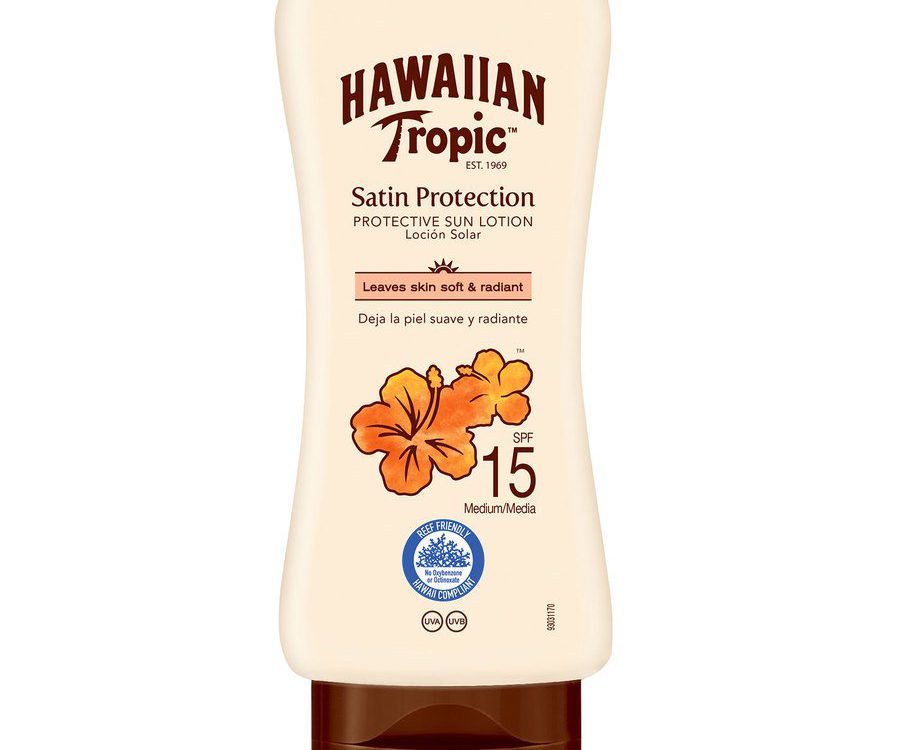 HAWAIIAN
Tropic™
EST. 1969
Satin Protection
PROTECTIVE SUN LOTION
Loción Solar
Leaves skin soft & radiant
Deja la piel suave y radiante
™
SPF
15
Medium/Media
REEF FRIENDLY
No Oxybenzone
or Octinoxate
HAWAII COMPLIANT
UVA UVB
93031170